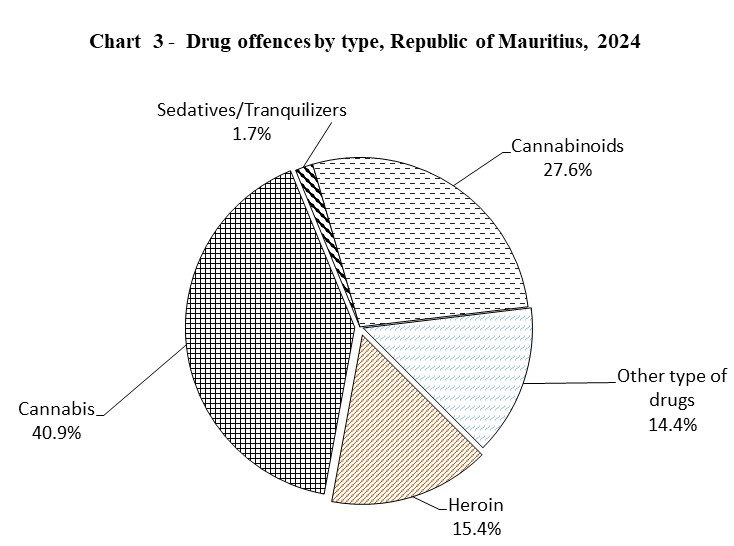 Chart 3 - Drug offences by type, Republic of Mauritius, 2024
Sedatives/Tranquilizers
1.7%
Cannabinoids
27.6%
Other type of
drugs
14.4%
Heroin
15.4%
Cannabis
40.9%